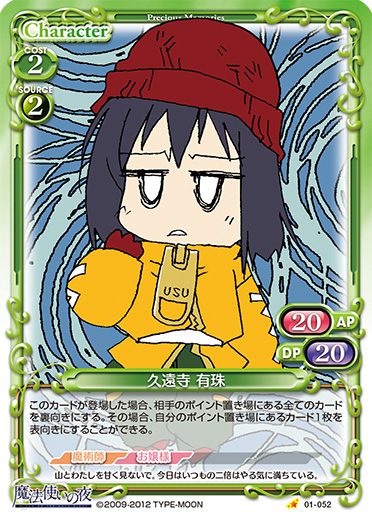 Precious Memories
Character
COST
2
SOURCE
2
USU
20 AP
DP 20
久遠寺 有珠
このカードが登場した場合、相手のポイント置き場にある全てのカード
を裏向きにする。その場合、自分のポイント置き場にあるカード1枚を
表向きにすることができる。
魔術師 お嬢様
山とわたしを甘く見ないで、今日はいつもの二倍はやる気に満ちている。
魔法使いの夜
©2009-2012 TYPE-MOON
01-052